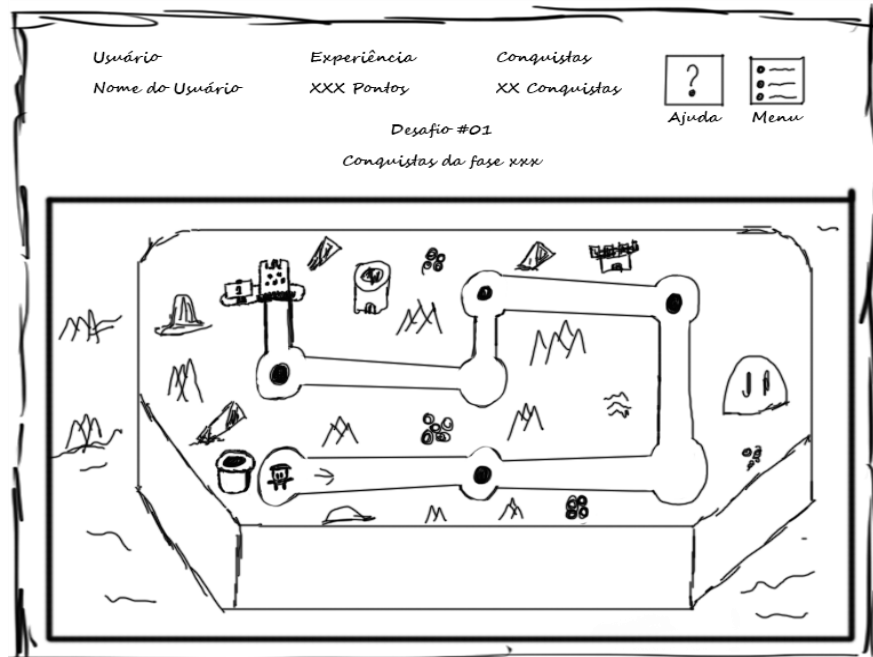 Usuário Experiência Conquistas
Nome do Usuário XXX Pontos XX Conquistas
?
Ajuda Menu
Desafio #01
Conquistas da fase xxx